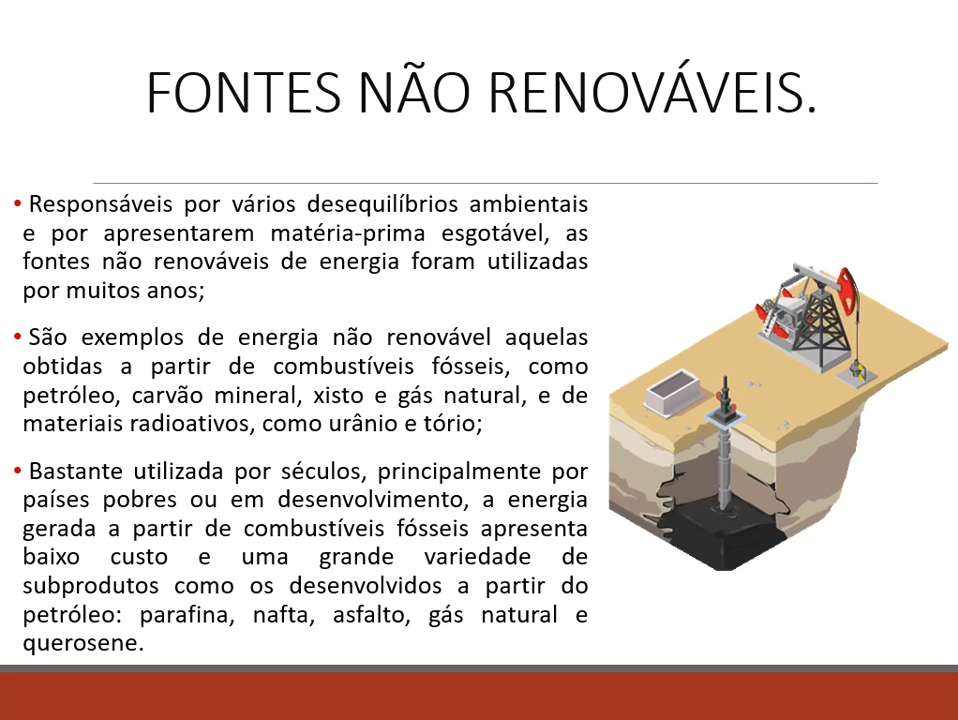 FONTES NÃO RENOVÁVEIS.
• Responsáveis por vários desequilíbrios ambientais
e por apresentarem matéria-prima esgotável, as
fontes não renováveis de energia foram utilizadas
por muitos anos;
• São exemplos de energia não renovável aquelas
obtidas a partir de combustíveis fósseis, como
petróleo, carvão mineral, xisto e gás natural, e de
materiais radioativos, como urânio e tório;
• Bastante utilizada por séculos, principalmente por
países pobres ou em desenvolvimento, a energia
gerada a partir de combustíveis fósseis apresenta
baixo custo e uma grande variedade de
subprodutos como os desenvolvidos a partir do
petróleo: parafina, nafta, asfalto, gás natural e
querosene.